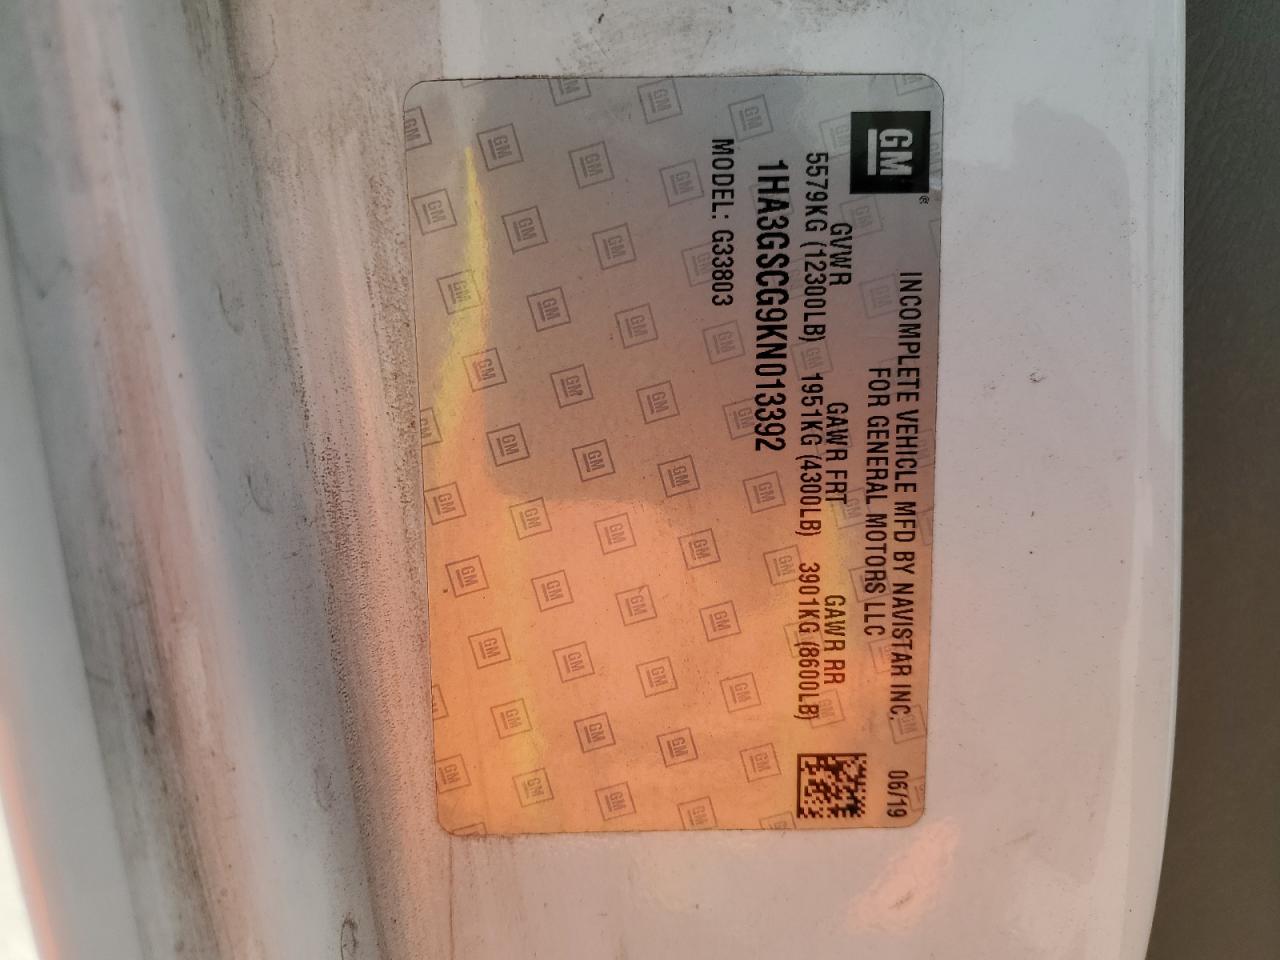 GM®
INCOMPLETE VEHICLE MFD BY NAVISTAR INC. 06/19
FOR GENERAL MOTORS LLC
GVWR GAWR FRT GAWR RR
5579KG (12300LB) 1951KG (4300LB) 3901KG (8600LB)
1HA3GSCG9KN013392
MODEL: G33803